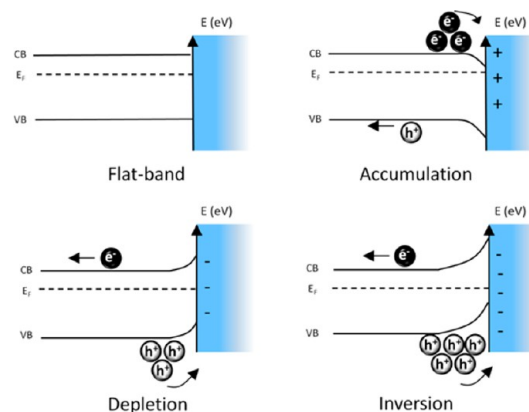 E (eV)
CB
E_F
VB
Flat-band
E (eV)
e⁻
e⁻ e⁻
CB
+
E_F
+
+
VB
h⁺
Accumulation
E (eV)
e⁻
CB
-
E_F
-
-
VB
h⁺ h⁺
h⁺
Depletion
E (eV)
e⁻
CB
-
-
E_F
-
-
VB
-
h⁺ h⁺ h⁺
h⁺ h⁺
Inversion